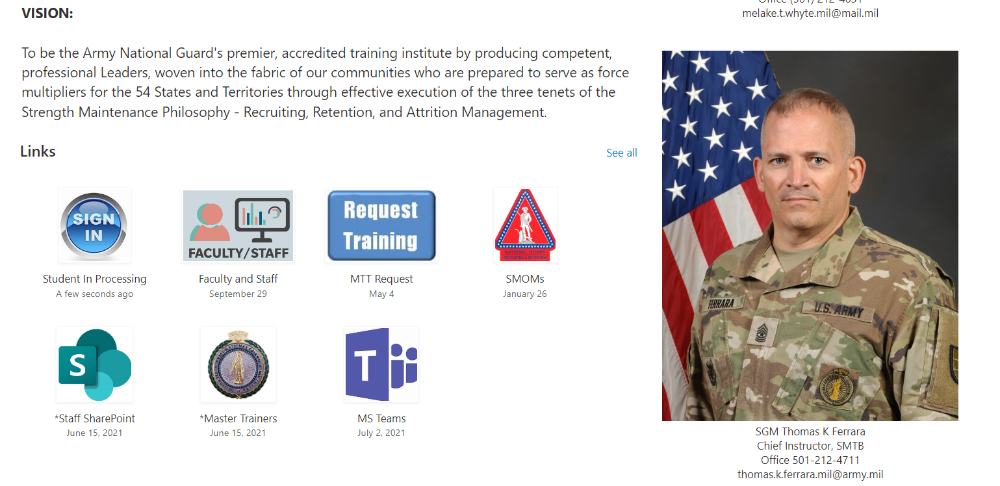 VISION:
To be the Army National Guard's premier, accredited training institute by producing competent,
professional Leaders, woven into the fabric of our communities who are prepared to serve as force
multipliers for the 54 States and Territories through effective execution of the three tenets of the
Strength Maintenance Philosophy - Recruiting, Retention, and Attrition Management.
Links
See all
SIGN
IN
FACULTY/STAFF
Request
Training
NATIONAL GUARD
RECRUITING & RETENTION
Student In Processing
Faculty and Staff
MTT Request
SMOMs
A few seconds ago
September 29
May 4
January 26
S
T
*Staff SharePoint
*Master Trainers
MS Teams
June 15, 2021
June 15, 2021
July 2, 2021
melake.t.whyte.mil@mail.mil
FERRARA
U.S. ARMY
SGM Thomas K Ferrara
Chief Instructor, SMTB
Office 501-212-4711
thomas.k.ferrara.mil@army.mil